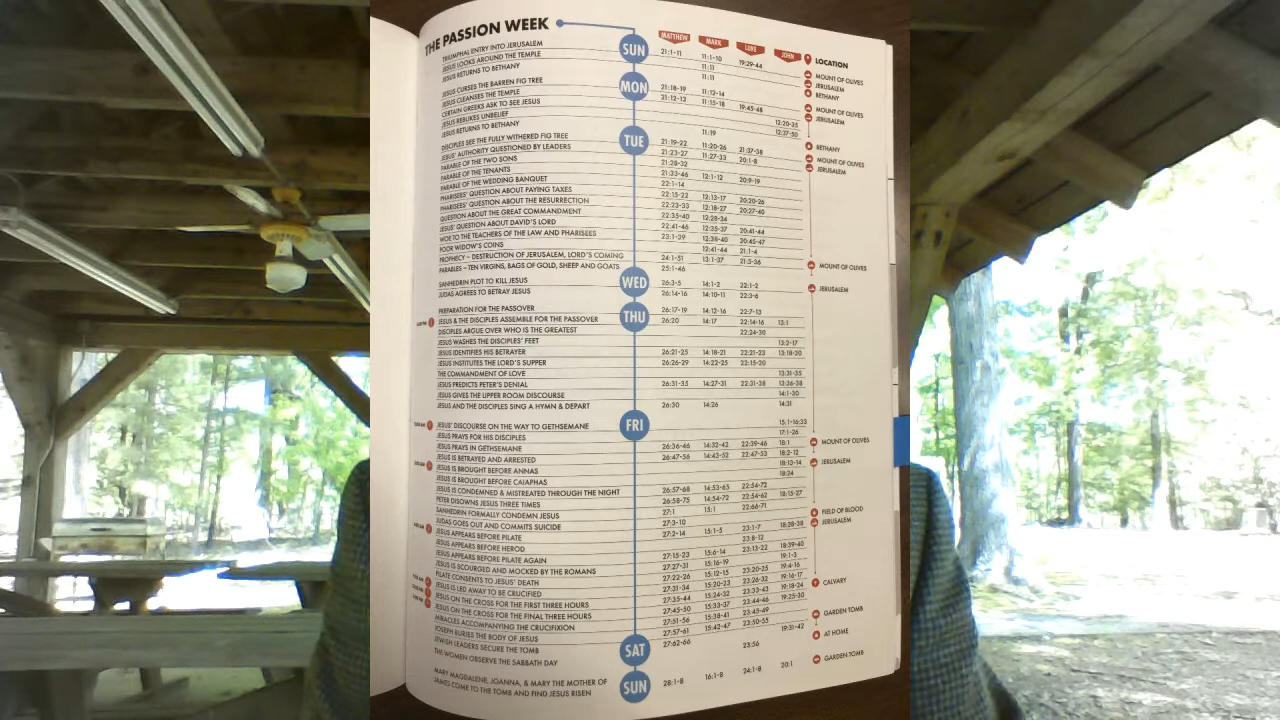 THE PASSION WEEK
MATTHEW MARK LUKE JOHN LOCATION
SUN
TRIUMPHAL ENTRY INTO JERUSALEM 21:1-11 11:1-10 19:29-44 MOUNT OF OLIVES
JESUS LOOKS AROUND THE TEMPLE 11:11 JERUSALEM
JESUS RETURNS TO BETHANY 11:11 BETHANY
MON
JESUS CURSES THE BARREN FIG TREE 21:18-19 11:12-14 MOUNT OF OLIVES
JESUS CLEANSES THE TEMPLE 21:12-13 11:15-18 19:45-48 JERUSALEM
CERTAIN GREEKS ASK TO SEE JESUS 12:20-35
JESUS REBUKES UNBELIEF 12:37-50
JESUS RETURNS TO BETHANY 11:19 BETHANY
TUE
DISCIPLES SEE THE FULLY WITHERED FIG TREE 21:19-22 11:20-26 21:37-38 MOUNT OF OLIVES
JESUS' AUTHORITY QUESTIONED BY LEADERS 21:23-27 11:27-33 20:1-8 JERUSALEM
PARABLE OF THE TWO SONS 21:28-32
PARABLE OF THE TENANTS 21:33-46 12:1-12 20:9-19
PARABLE OF THE WEDDING BANQUET 22:1-14
PHARISEES' QUESTION ABOUT PAYING TAXES 22:15-22 12:13-17 20:20-26
PHARISEES' QUESTION ABOUT THE RESURRECTION 22:23-33 12:18-27 20:27-40
QUESTION ABOUT THE GREAT COMMANDMENT 22:35-40 12:28-34
JESUS' QUESTION ABOUT DAVID'S LORD 22:41-46 12:35-37 20:41-44
WOE TO THE TEACHERS OF THE LAW AND PHARISEES 23:1-39 12:38-40 20:45-47
POOR WIDOW'S COINS 12:41-44 21:1-4
PROPHECY – DESTRUCTION OF JERUSALEM, LORD'S COMING 24:1-51 13:1-37 21:5-36 MOUNT OF OLIVES
PARABLES – TEN VIRGINS, BAGS OF GOLD, SHEEP AND GOATS 25:1-46
WED
SANHEDRIN PLOT TO KILL JESUS 26:3-5 14:1-2 22:1-2 JERUSALEM
JUDAS AGREES TO BETRAY JESUS 26:14-16 14:10-11 22:3-6
THU
PREPARATION FOR THE PASSOVER 26:17-19 14:12-16 22:7-13
JESUS & THE DISCIPLES ASSEMBLE FOR THE PASSOVER 26:20 14:17 22:14-16 13:1
DISCIPLES ARGUE OVER WHO IS THE GREATEST 22:24-30
JESUS WASHES THE DISCIPLES' FEET 13:2-17
JESUS IDENTIFIES HIS BETRAYER 26:21-25 14:18-21 22:21-23 13:18-30
JESUS INSTITUTES THE LORD'S SUPPER 26:26-29 14:22-25 22:15-20
THE COMMANDMENT OF LOVE 13:31-35
JESUS PREDICTS PETER'S DENIAL 26:31-35 14:27-31 22:31-38 13:36-38
JESUS GIVES THE UPPER ROOM DISCOURSE 14:1-30
JESUS AND THE DISCIPLES SING A HYMN & DEPART 26:30 14:26 14:31
FRI
JESUS' DISCOURSE ON THE WAY TO GETHSEMANE 15:1-16:33
JESUS PRAYS FOR HIS DISCIPLES 17:1-26
JESUS PRAYS IN GETHSEMANE 26:36-46 14:32-42 22:39-46 18:1 MOUNT OF OLIVES
JESUS IS BETRAYED AND ARRESTED 26:47-56 14:43-52 22:47-53 18:2-12
JESUS IS BROUGHT BEFORE ANNAS 18:13-14 JERUSALEM
JESUS IS BROUGHT BEFORE CAIAPHAS 18:24
JESUS IS CONDEMNED & MISTREATED THROUGH THE NIGHT 26:57-68 14:53-65 22:54-72
PETER DISOWNS JESUS THREE TIMES 26:58-75 14:54-72 22:54-62 18:15-27
SANHEDRIN FORMALLY CONDEMN JESUS 27:1 15:1 22:66-71
JUDAS GOES OUT AND COMMITS SUICIDE 27:3-10 FIELD OF BLOOD
JESUS APPEARS BEFORE PILATE 27:2-14 15:1-5 23:1-7 18:28-38 JERUSALEM
JESUS APPEARS BEFORE HEROD 23:8-12
JESUS APPEARS BEFORE PILATE AGAIN 27:15-23 15:6-14 23:13-22 18:39-40
JESUS IS SCOURGED AND MOCKED BY THE ROMANS 27:27-31 15:16-19 19:1-3
PILATE CONSENTS TO JESUS' DEATH 27:22-26 15:12-15 23:20-25 19:4-16
JESUS IS LED AWAY TO BE CRUCIFIED 27:31-34 15:20-23 23:26-32 19:16-17 CALVARY
JESUS ON THE CROSS FOR THE FIRST THREE HOURS 27:35-44 15:24-32 23:33-43 19:18-24
JESUS ON THE CROSS FOR THE FINAL THREE HOURS 27:45-50 15:33-37 23:44-46 19:25-30
MIRACLES ACCOMPANYING THE CRUCIFIXION 27:51-56 15:38-41 23:45-49
JOSEPH BURIES THE BODY OF JESUS 27:57-61 15:42-47 23:50-55 19:31-42 GARDEN TOMB
SAT
JEWISH LEADERS SECURE THE TOMB 27:62-66
THE WOMEN OBSERVE THE SABBATH DAY 23:56 AT HOME
SUN
MARY MAGDALENE, JOANNA, & MARY THE MOTHER OF
JAMES COME TO THE TOMB AND FIND JESUS RISEN 28:1-8 16:1-8 24:1-8 20:1 GARDEN TOMB